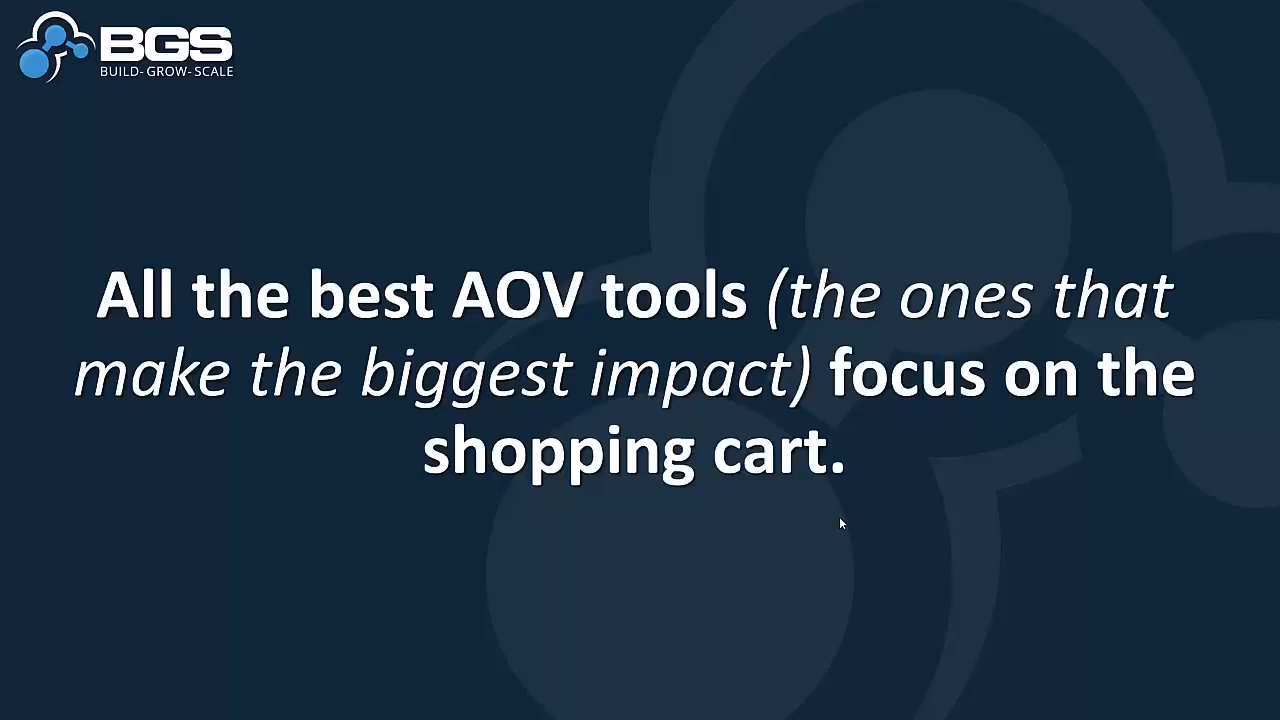 BGS
BUILD-GROW-SCALE
All the best AOV tools (the ones that
make the biggest impact) focus on the
shopping cart.